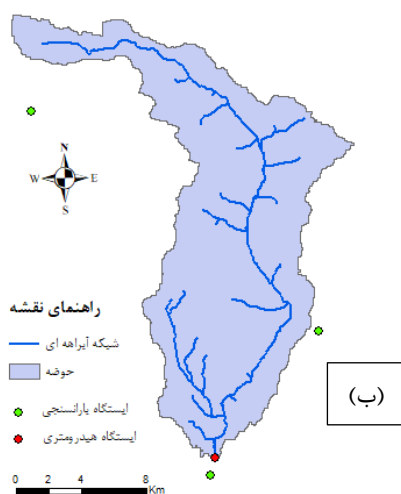 N
W E
S
راهنمای نقشه
شبکه آبراهه ای
حوضه
ایستگاه بارانسنجی
ایستگاه هیدرومتری
(ب)
0 2 4 8
Km